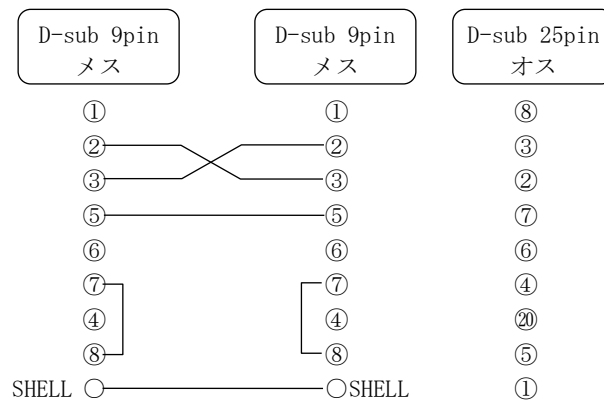 D-sub 9pin メス D-sub 9pin メス D-sub 25pin オス
① ① ⑧
② ② ③
③ ③ ②
⑤ ⑤ ⑦
⑥ ⑥ ⑥
⑦ ⑦ ④
④ ④ ⑳
⑧ ⑧ ⑤
SHELL SHELL ①